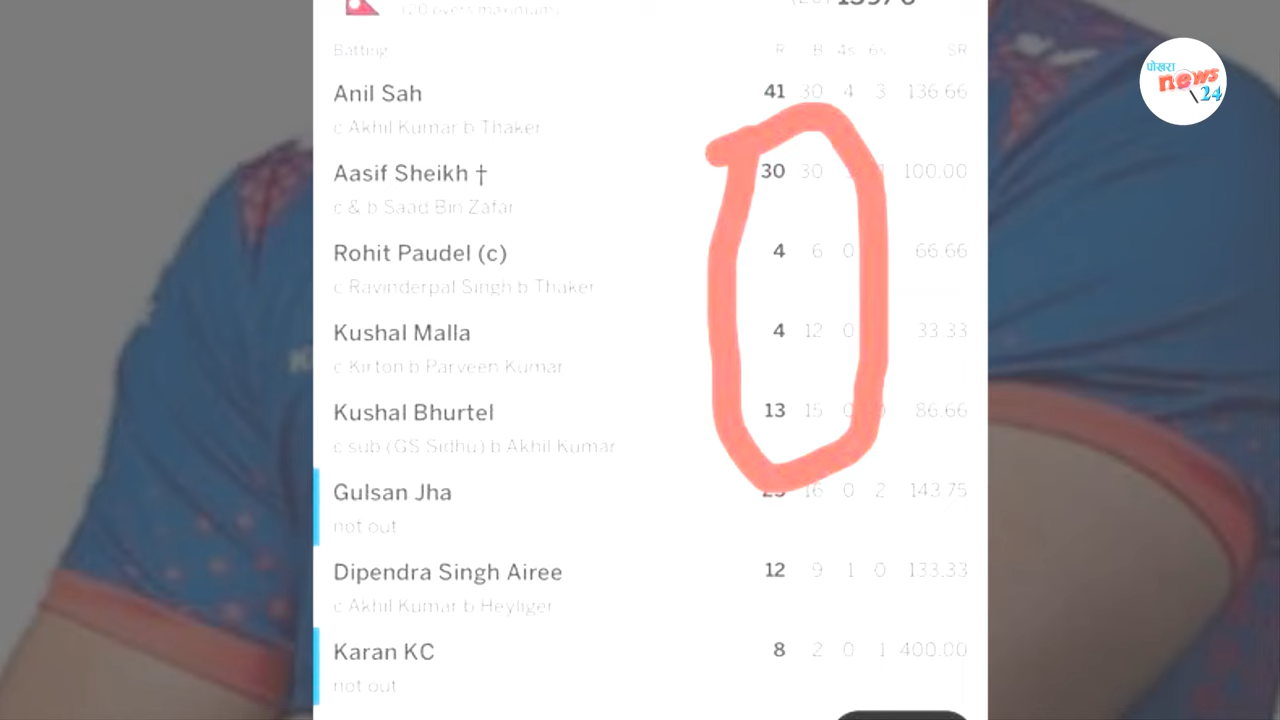 (20 overs maximum)
Batting R B 4s 6s SR
Anil Sah 41 30 4 3 136.66
c Akhil Kumar b Thaker
Aasif Sheikh † 30 30 100.00
c & b Saad Bin Zafar
Rohit Paudel (c) 4 6 0 66.66
c Ravinderpal Singh b Thaker
Kushal Malla 4 12 0 33.33
c Kirton b Parveen Kumar
Kushal Bhurtel 13 15 0 86.66
c sub (GS Sidhu) b Akhil Kumar
Gulsan Jha 16 0 2 143.75
not out
Dipendra Singh Airee 12 9 1 0 133.33
c Akhil Kumar b Heyliger
Karan KC 8 2 0 1 400.00
not out
पोखरा
news
24